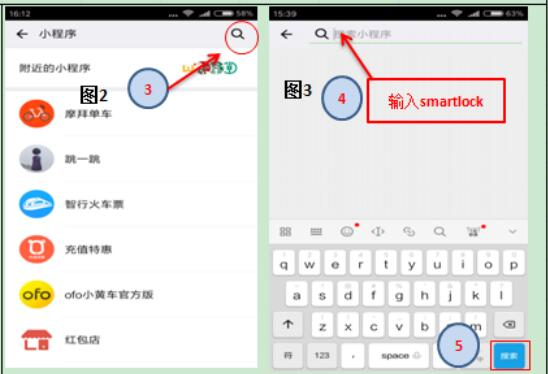 16:12
58%
小程序
附近的小程序
图2
3
摩拜单车
跳一跳
智行火车票
充值特惠
ofo
ofo小黄车官方版
红包店
15:39
63%
搜索小程序
图3
4
输入smartlock
q w e r t y u i o p
a s d f g h j k l
z x c v b m
符 123 , space
5
搜索